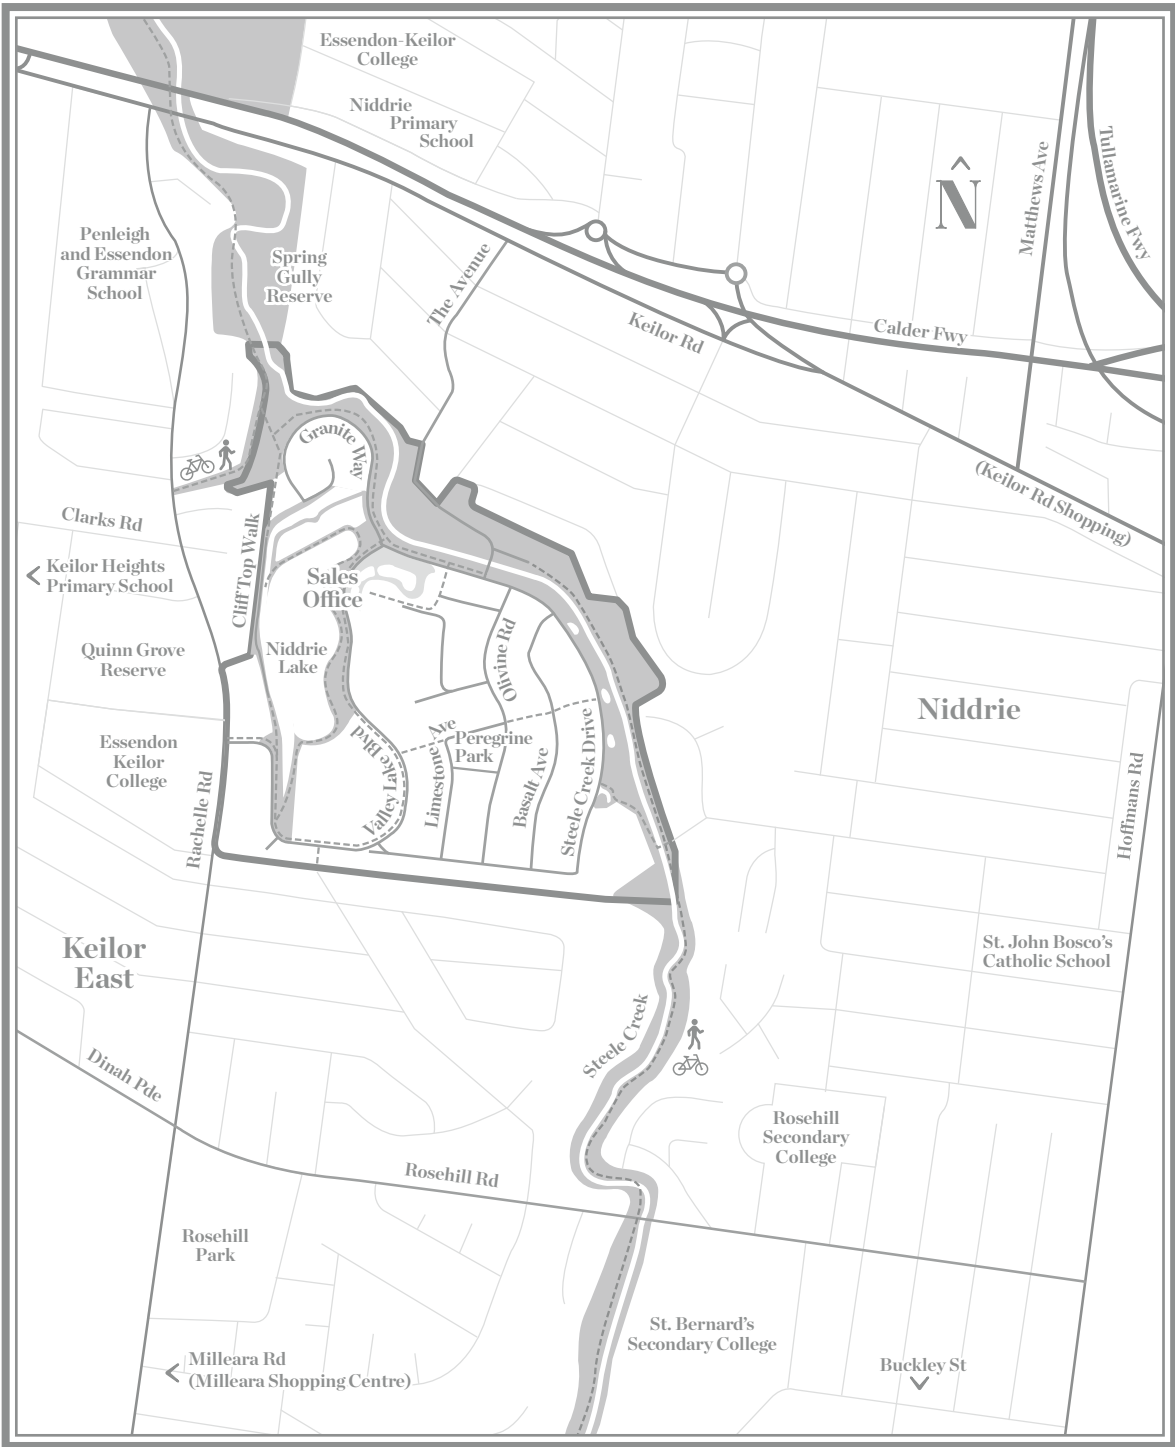 Essendon-Keilor
College
Niddrie
Primary
School
Matthews Ave
Tullamarine Fwy
N
Penleigh
and Essendon
Grammar
School
Spring
Gully
Reserve
The Avenue
Keilor Rd
Calder Fwy
Granite Way
(Keilor Rd Shopping)
Clarks Rd
Cliff Top Walk
Keilor Heights
Primary School
Sales
Office
Olivine Rd
Quinn Grove
Reserve
Niddrie
Lake
Niddrie
Essendon
Keilor
College
Valley Lake Blvd
Limestone Ave
Peregrine
Park
Basalt Ave
Steele Creek Drive
Rachelle Rd
Hoffmans Rd
Keilor
East
St. John Bosco's
Catholic School
Steele Creek
Dinah Pde
Rosehill
Secondary
College
Rosehill Rd
Rosehill
Park
St. Bernard's
Secondary College
Milleara Rd
(Milleara Shopping Centre)
Buckley St